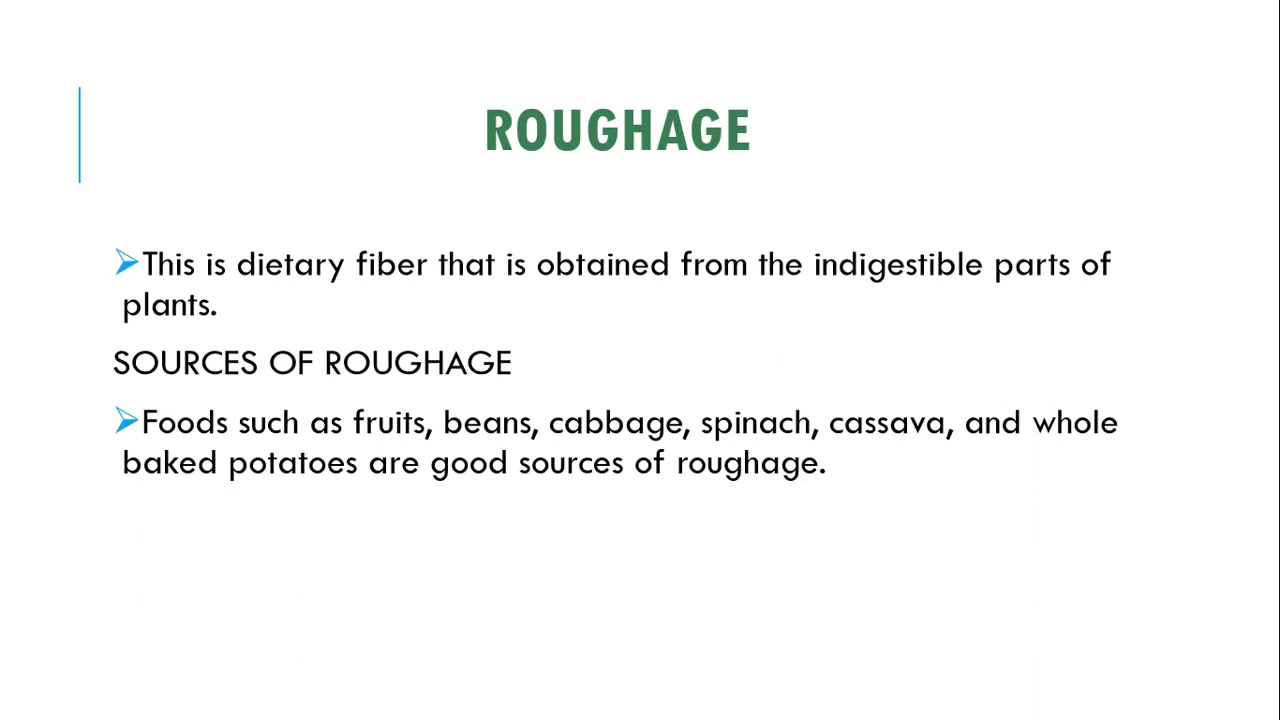 ROUGHAGE
➢This is dietary fiber that is obtained from the indigestible parts of
plants.
SOURCES OF ROUGHAGE
➢Foods such as fruits, beans, cabbage, spinach, cassava, and whole
baked potatoes are good sources of roughage.